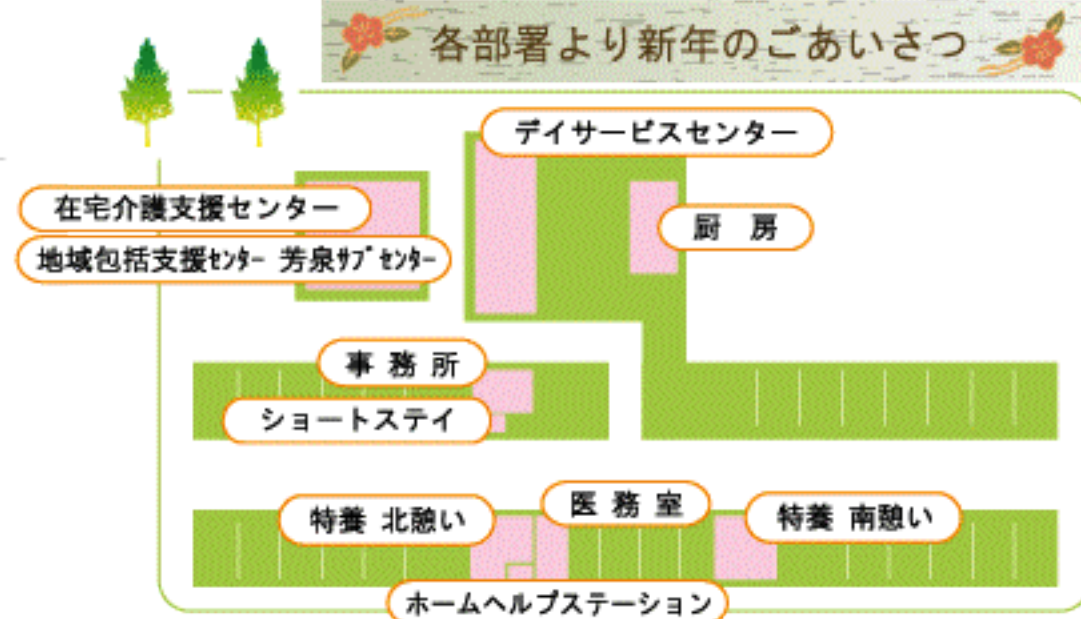 各部署より新年のごあいさつ
デイサービスセンター
在宅介護支援センター
厨 房
地域包括支援ｾﾝﾀｰ 芳泉ｻﾌﾞｾﾝﾀｰ
事 務 所
ショートステイ
特養 北憩い
医 務 室
特養 南憩い
ホームヘルプステーション